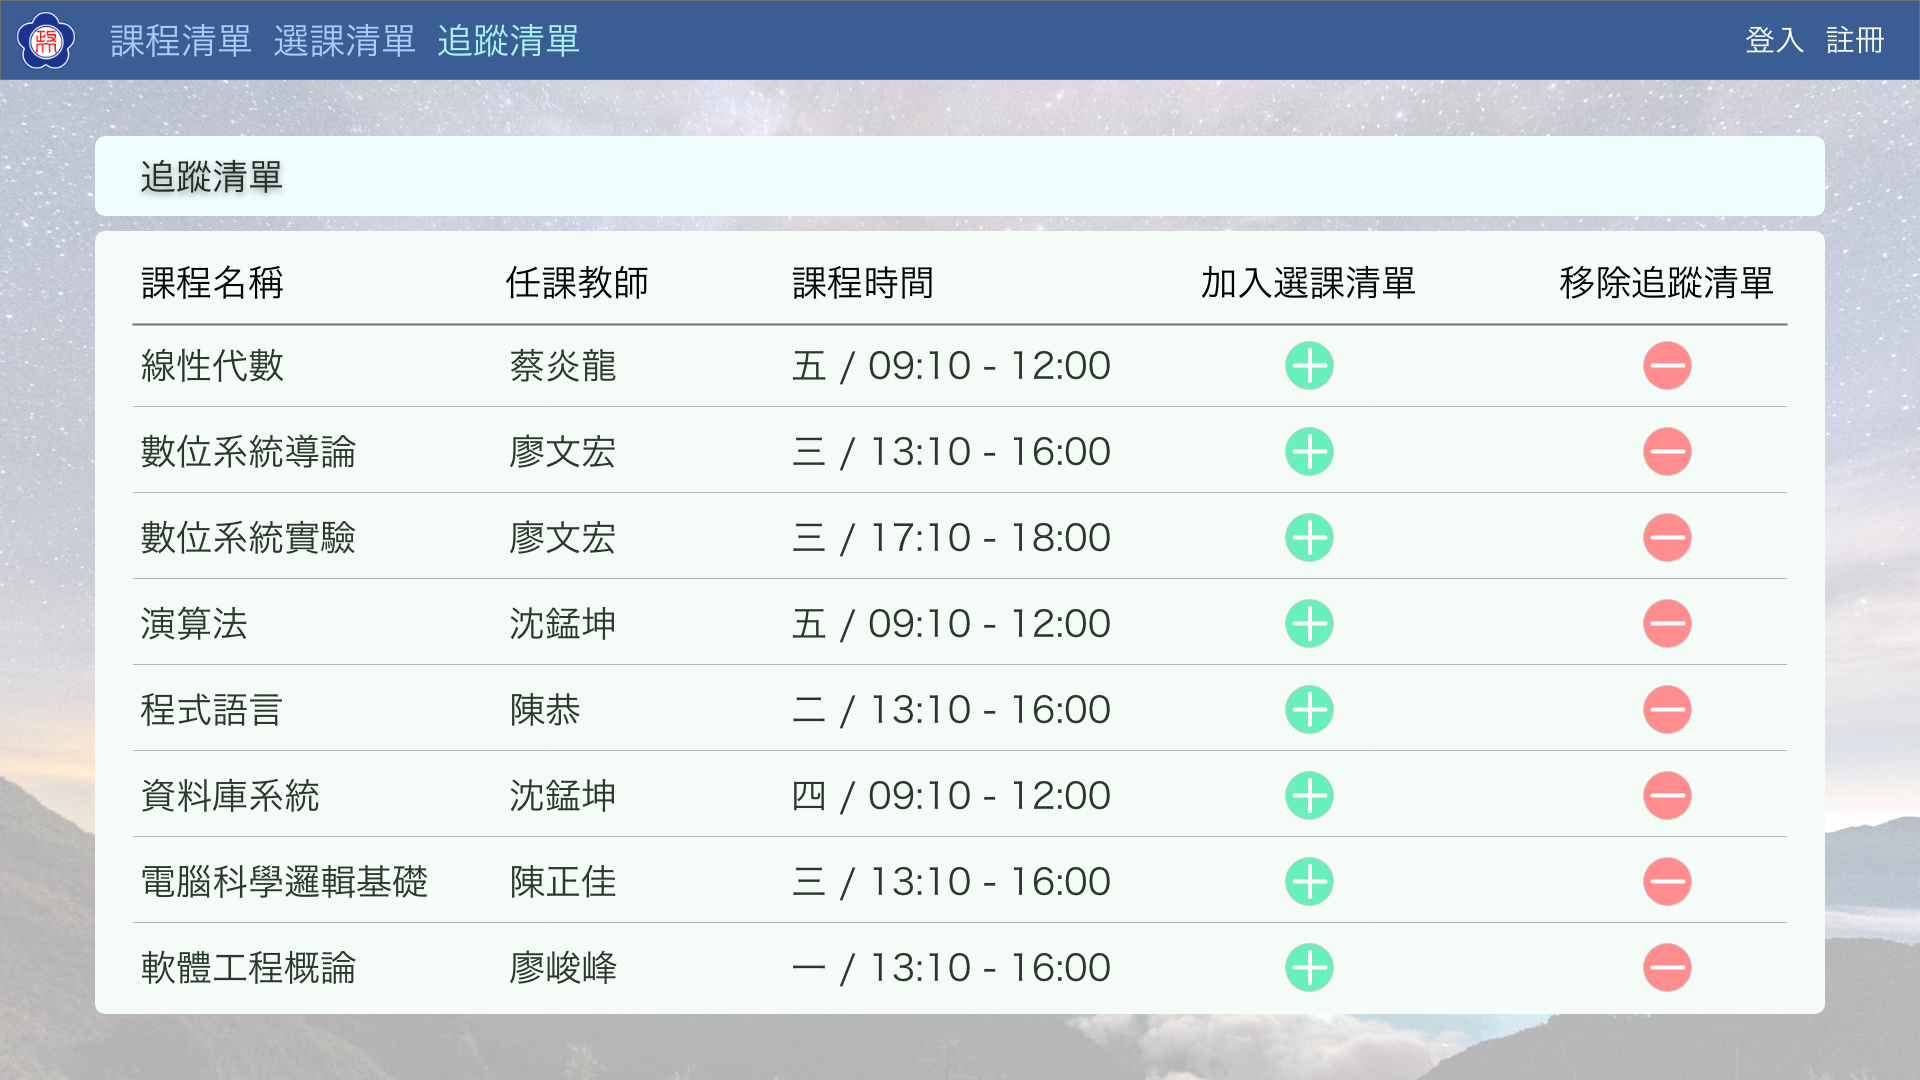 課程清單 選課清單 追蹤清單 登入 註冊
追蹤清單
課程名稱 任課教師 課程時間 加入選課清單 移除追蹤清單
線性代數 蔡炎龍 五 / 09:10 - 12:00
數位系統導論 廖文宏 三 / 13:10 - 16:00
數位系統實驗 廖文宏 三 / 17:10 - 18:00
演算法 沈錳坤 五 / 09:10 - 12:00
程式語言 陳恭 二 / 13:10 - 16:00
資料庫系統 沈錳坤 四 / 09:10 - 12:00
電腦科學邏輯基礎 陳正佳 三 / 13:10 - 16:00
軟體工程概論 廖峻峰 一 / 13:10 - 16:00